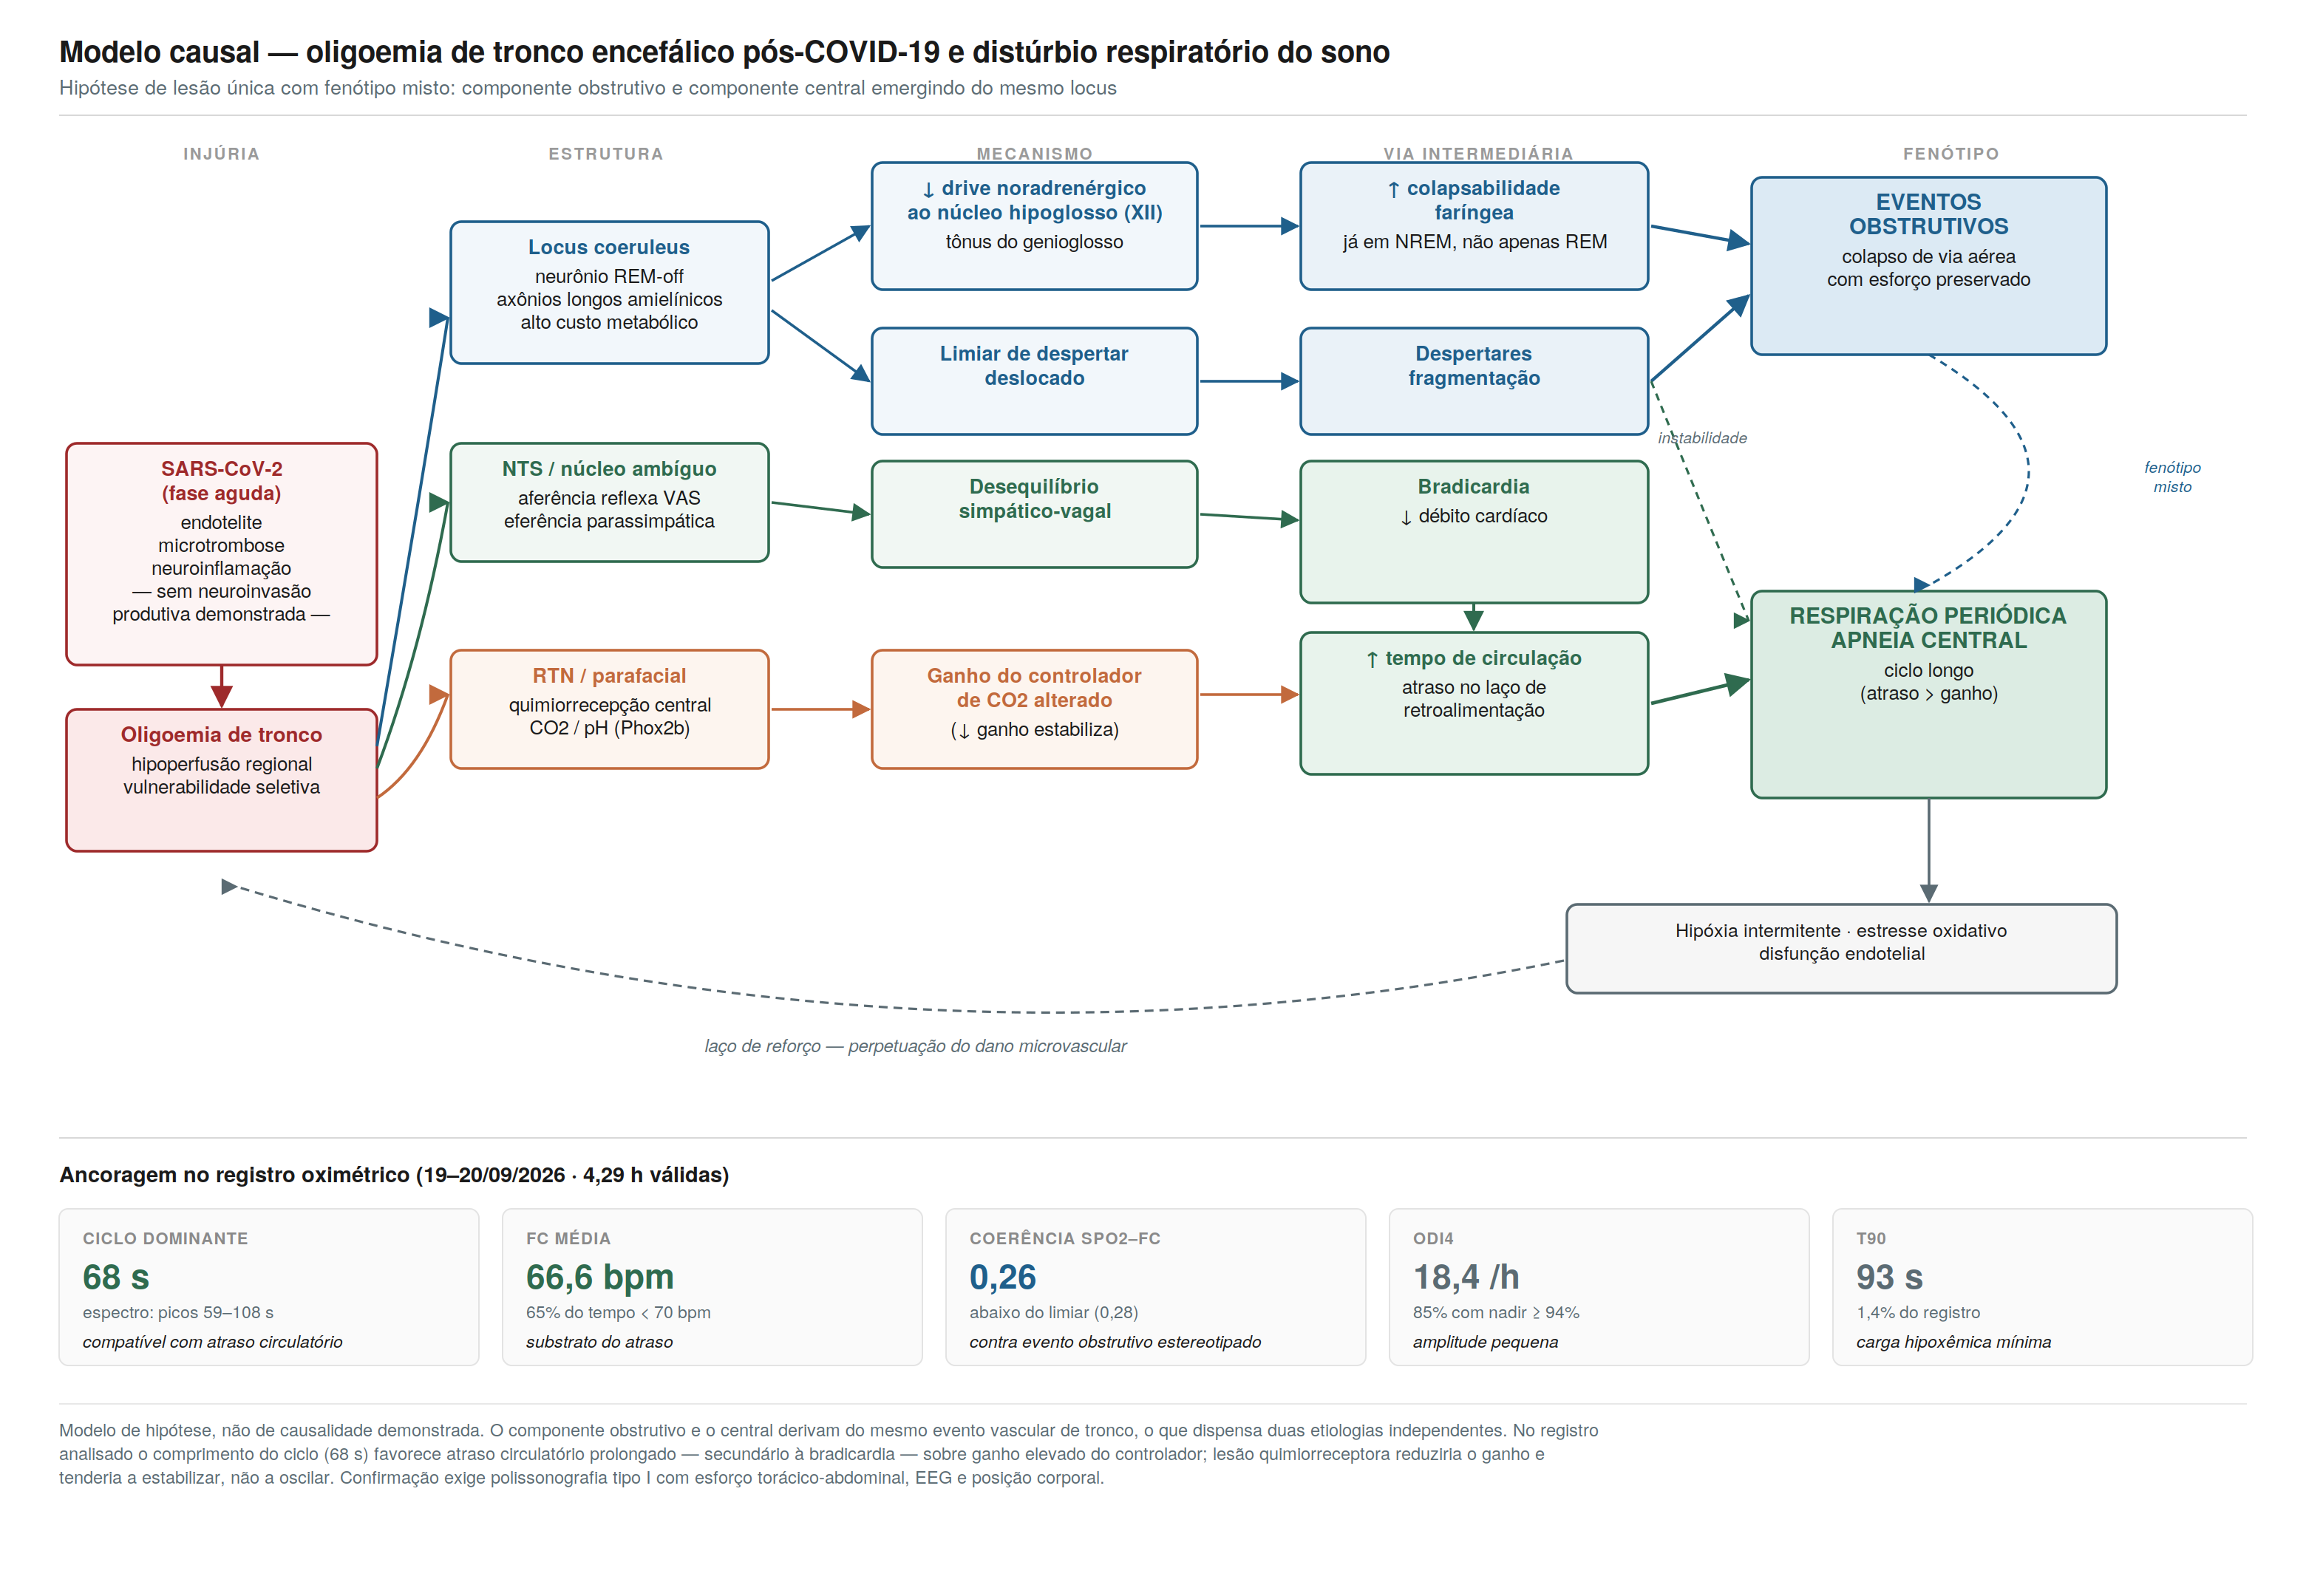 Modelo causal — oligoemia de tronco encefálico pós-COVID-19 e distúrbio respiratório do sono
Hipótese de lesão única com fenótipo misto: componente obstrutivo e componente central emergindo do mesmo locus
INJÚRIA
ESTRUTURA
MECANISMO
VIA INTERMEDIÁRIA
FENÓTIPO
SARS-CoV-2
(fase aguda)
endotelite
microtrombose
neuroinflamação
— sem neuroinvasão
produtiva demonstrada —
Oligoemia de tronco
hipoperfusão regional
vulnerabilidade seletiva
Locus coeruleus
neurônio REM-off
axônios longos amielínicos
alto custo metabólico
NTS / núcleo ambíguo
aferência reflexa VAS
eferência parassimpática
RTN / parafacial
quimiorrecepção central
CO2 / pH (Phox2b)
↓ drive noradrenérgico
ao núcleo hipoglosso (XII)
tônus do genioglosso
Limiar de despertar
deslocado
Desequilíbrio
simpático-vagal
Ganho do controlador
de CO2 alterado
(↓ ganho estabiliza)
↑ colapsabilidade
faríngea
já em NREM, não apenas REM
Despertares
fragmentação
Bradicardia
↓ débito cardíaco
↑ tempo de circulação
atraso no laço de
retroalimentação
instabilidade
EVENTOS
OBSTRUTIVOS
colapso de via aérea
com esforço preservado
fenótipo
misto
RESPIRAÇÃO PERIÓDICA
APNEIA CENTRAL
ciclo longo
(atraso > ganho)
Hipóxia intermitente · estresse oxidativo
disfunção endotelial
laço de reforço — perpetuação do dano microvascular
Ancoragem no registro oximétrico (19–20/09/2026 · 4,29 h válidas)
CICLO DOMINANTE
68 s
espectro: picos 59–108 s
compatível com atraso circulatório
FC MÉDIA
66,6 bpm
65% do tempo < 70 bpm
substrato do atraso
COERÊNCIA SPO2–FC
0,26
abaixo do limiar (0,28)
contra evento obstrutivo estereotipado
ODI4
18,4 /h
85% com nadir ≥ 94%
amplitude pequena
T90
93 s
1,4% do registro
carga hipoxêmica mínima
Modelo de hipótese, não de causalidade demonstrada. O componente obstrutivo e o central derivam do mesmo evento vascular de tronco, o que dispensa duas etiologias independentes. No registro
analisado o comprimento do ciclo (68 s) favorece atraso circulatório prolongado — secundário à bradicardia — sobre ganho elevado do controlador; lesão quimiorreceptora reduziria o ganho e
tenderia a estabilizar, não a oscilar. Confirmação exige polissonografia tipo I com esforço torácico-abdominal, EEG e posição corporal.